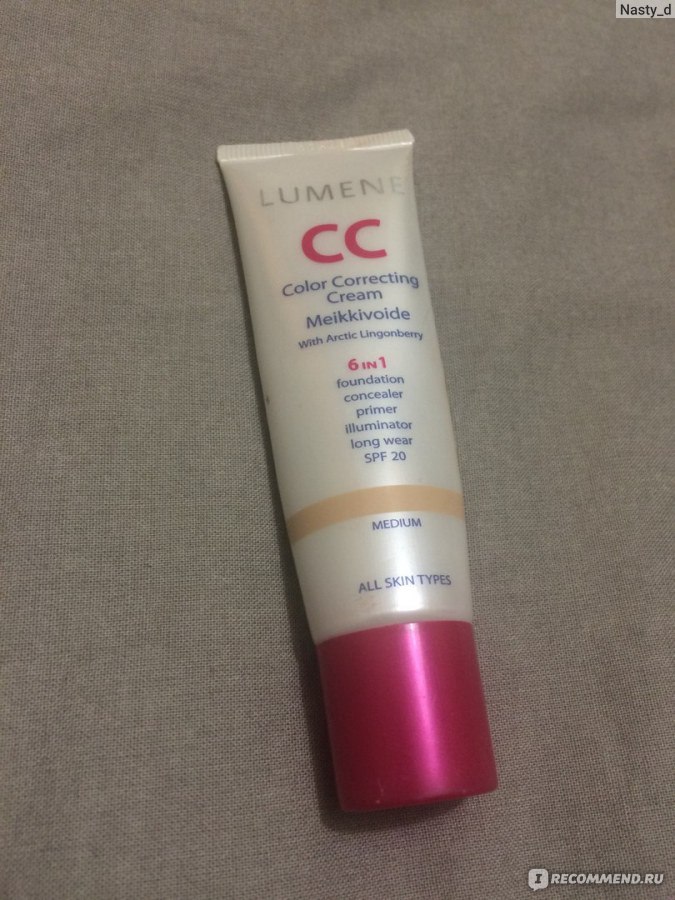 Nasty_d
LUMENE
CC
Color Correcting
Cream
Meikkivoide
With Arctic Lingonberry
6 IN 1
foundation
concealer
primer
illuminator
long wear
SPF 20
MEDIUM
ALL SKIN TYPES
IRECOMMEND.RU